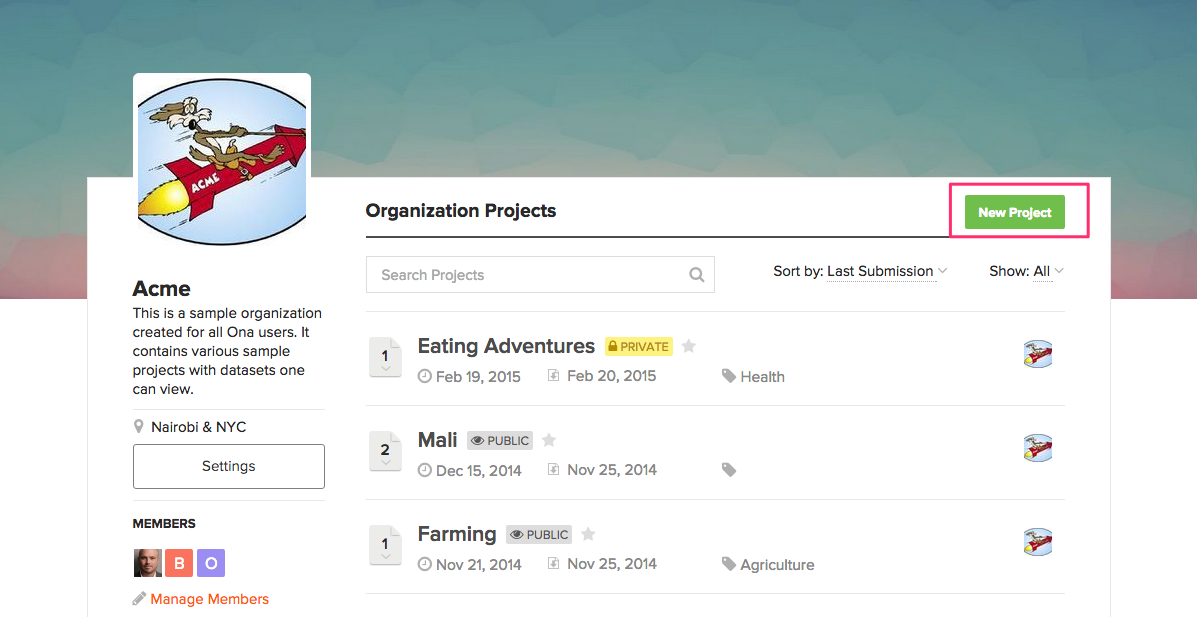 ACME
Organization Projects
New Project
Search Projects
Sort by: Last Submission
Show: All
Acme
This is a sample organization
created for all Ona users. It
contains various sample
projects with datasets one
can view.
Nairobi & NYC
Settings
MEMBERS
B O
Manage Members
1
Eating Adventures PRIVATE
Feb 19, 2015 Feb 20, 2015 Health
2
Mali PUBLIC
Dec 15, 2014 Nov 25, 2014
1
Farming PUBLIC
Nov 21, 2014 Nov 25, 2014 Agriculture